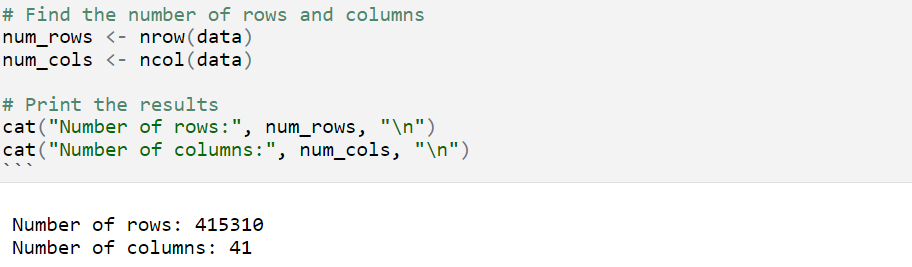 # Find the number of rows and columns
num_rows <- nrow(data)
num_cols <- ncol(data)
# Print the results
cat("Number of rows:", num_rows, "\n")
cat("Number of columns:", num_cols, "\n")
```
Number of rows: 415310
Number of columns: 41